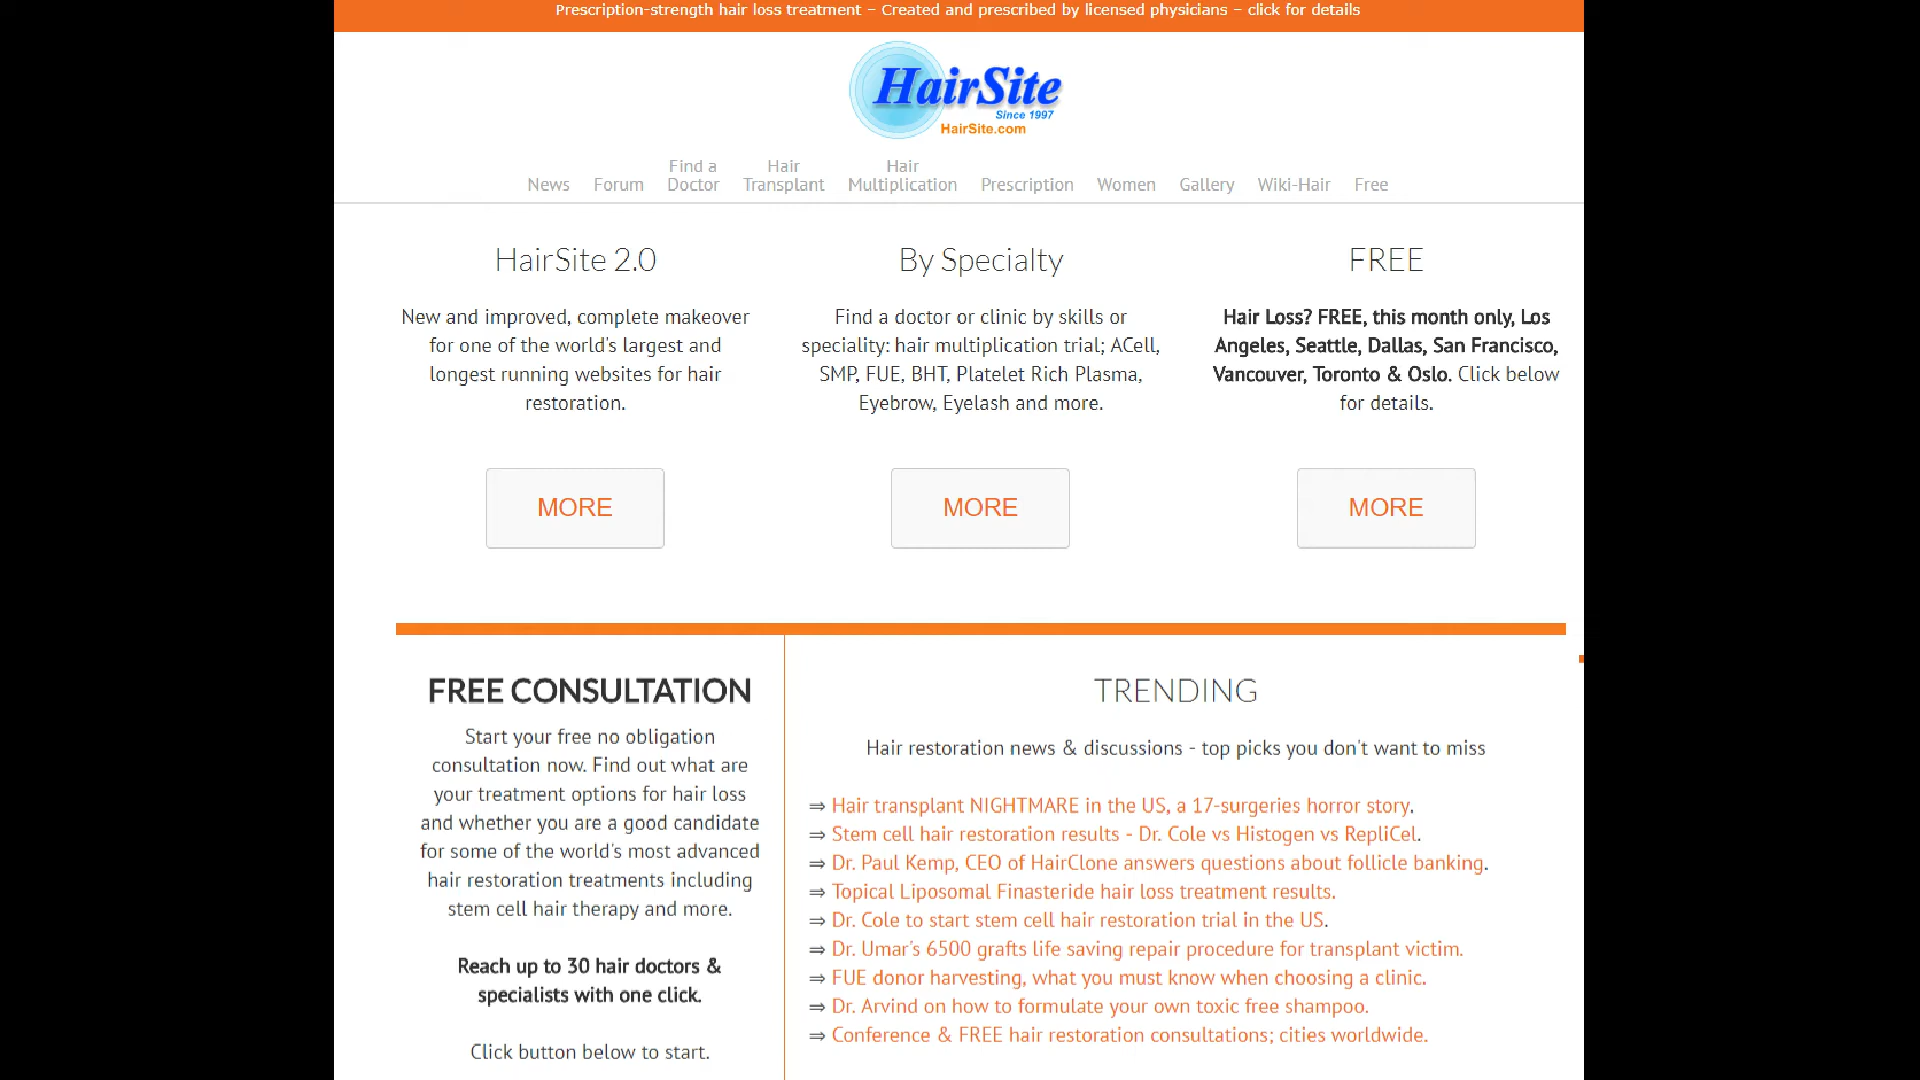 Prescription-strength hair loss treatment – Created and prescribed by licensed physicians – click for details
HairSite
Since 1997
HairSite.com
News
Forum
Find a
Doctor
Hair
Transplant
Hair
Multiplication
Prescription
Women
Gallery
Wiki-Hair
Free
HairSite 2.0
New and improved, complete makeover
for one of the world's largest and
longest running websites for hair
restoration.
MORE
By Specialty
Find a doctor or clinic by skills or
speciality: hair multiplication trial; ACell,
SMP, FUE, BHT, Platelet Rich Plasma,
Eyebrow, Eyelash and more.
MORE
FREE
Hair Loss? FREE, this month only, Los
Angeles, Seattle, Dallas, San Francisco,
Vancouver, Toronto & Oslo. Click below
for details.
MORE
FREE CONSULTATION
Start your free no obligation
consultation now. Find out what are
your treatment options for hair loss
and whether you are a good candidate
for some of the world's most advanced
hair restoration treatments including
stem cell hair therapy and more.
Reach up to 30 hair doctors &
specialists with one click.
Click button below to start.
TRENDING
Hair restoration news & discussions - top picks you don't want to miss
⇒ Hair transplant NIGHTMARE in the US, a 17-surgeries horror story.
⇒ Stem cell hair restoration results - Dr. Cole vs Histogen vs RepliCel.
⇒ Dr. Paul Kemp, CEO of HairClone answers questions about follicle banking.
⇒ Topical Liposomal Finasteride hair loss treatment results.
⇒ Dr. Cole to start stem cell hair restoration trial in the US.
⇒ Dr. Umar's 6500 grafts life saving repair procedure for transplant victim.
⇒ FUE donor harvesting, what you must know when choosing a clinic.
⇒ Dr. Arvind on how to formulate your own toxic free shampoo.
⇒ Conference & FREE hair restoration consultations; cities worldwide.